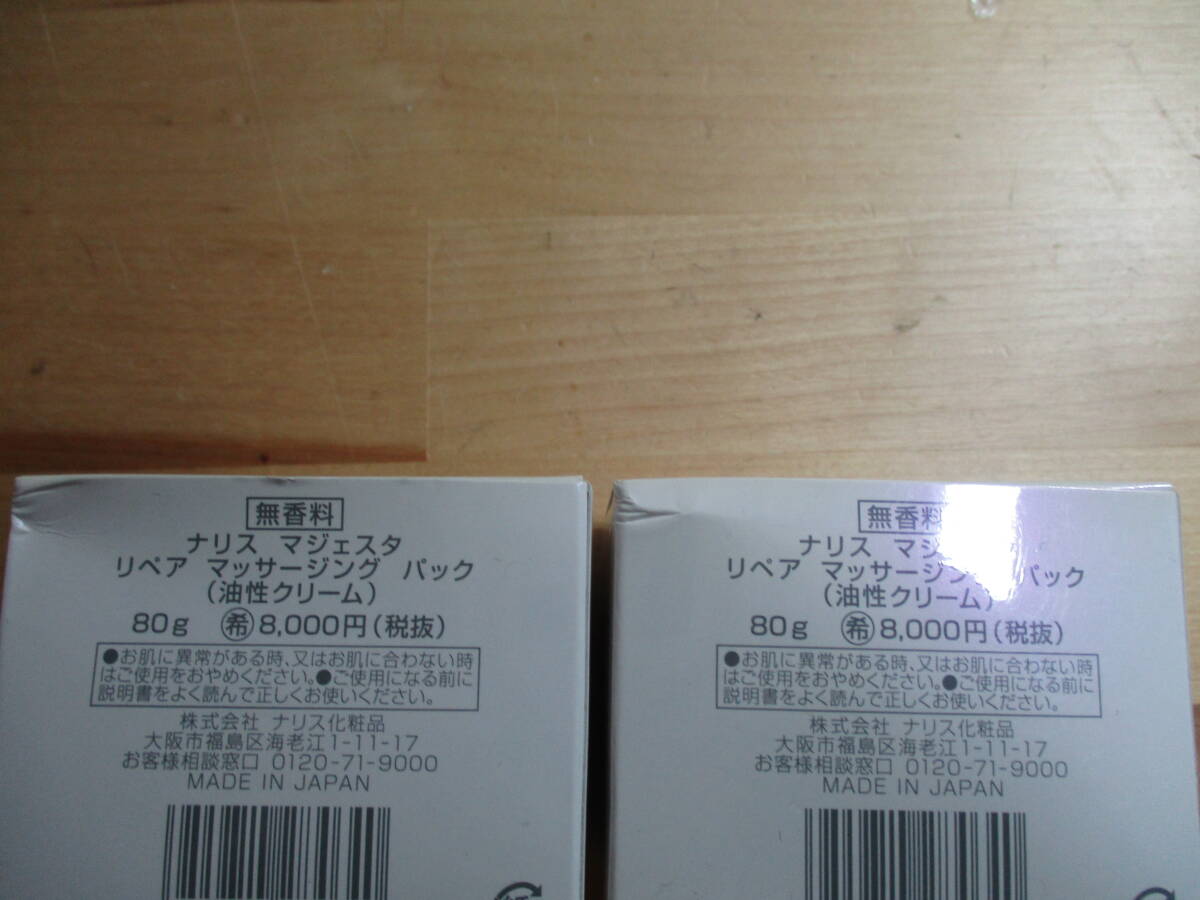 無香料
ナリス マジェスタ
リペア マッサージング パック
(油性クリーム)
80g ㊑8,000円(税抜)
●お肌に異常がある時、又はお肌に合わない時
はご使用をおやめください。●ご使用になる前に
説明書をよく読んで正しくお使いください。
株式会社 ナリス化粧品
大阪市福島区海老江1-11-17
お客様相談窓口 0120-71-9000
MADE IN JAPAN
無香料
ナリス マジ
リペア マッサージング パック
(油性クリーム)
80g 希8,000円(税抜)
●お肌に異常がある時、又はお肌に合わない時
はご使用をおやめください。●ご使用になる前に
説明書をよく読んで正しくお使いください。
株式会社 ナリス化粧品
大阪市福島区海老江1-11-17
お客様相談窓口 0120-71-9000
MADE IN JAPAN